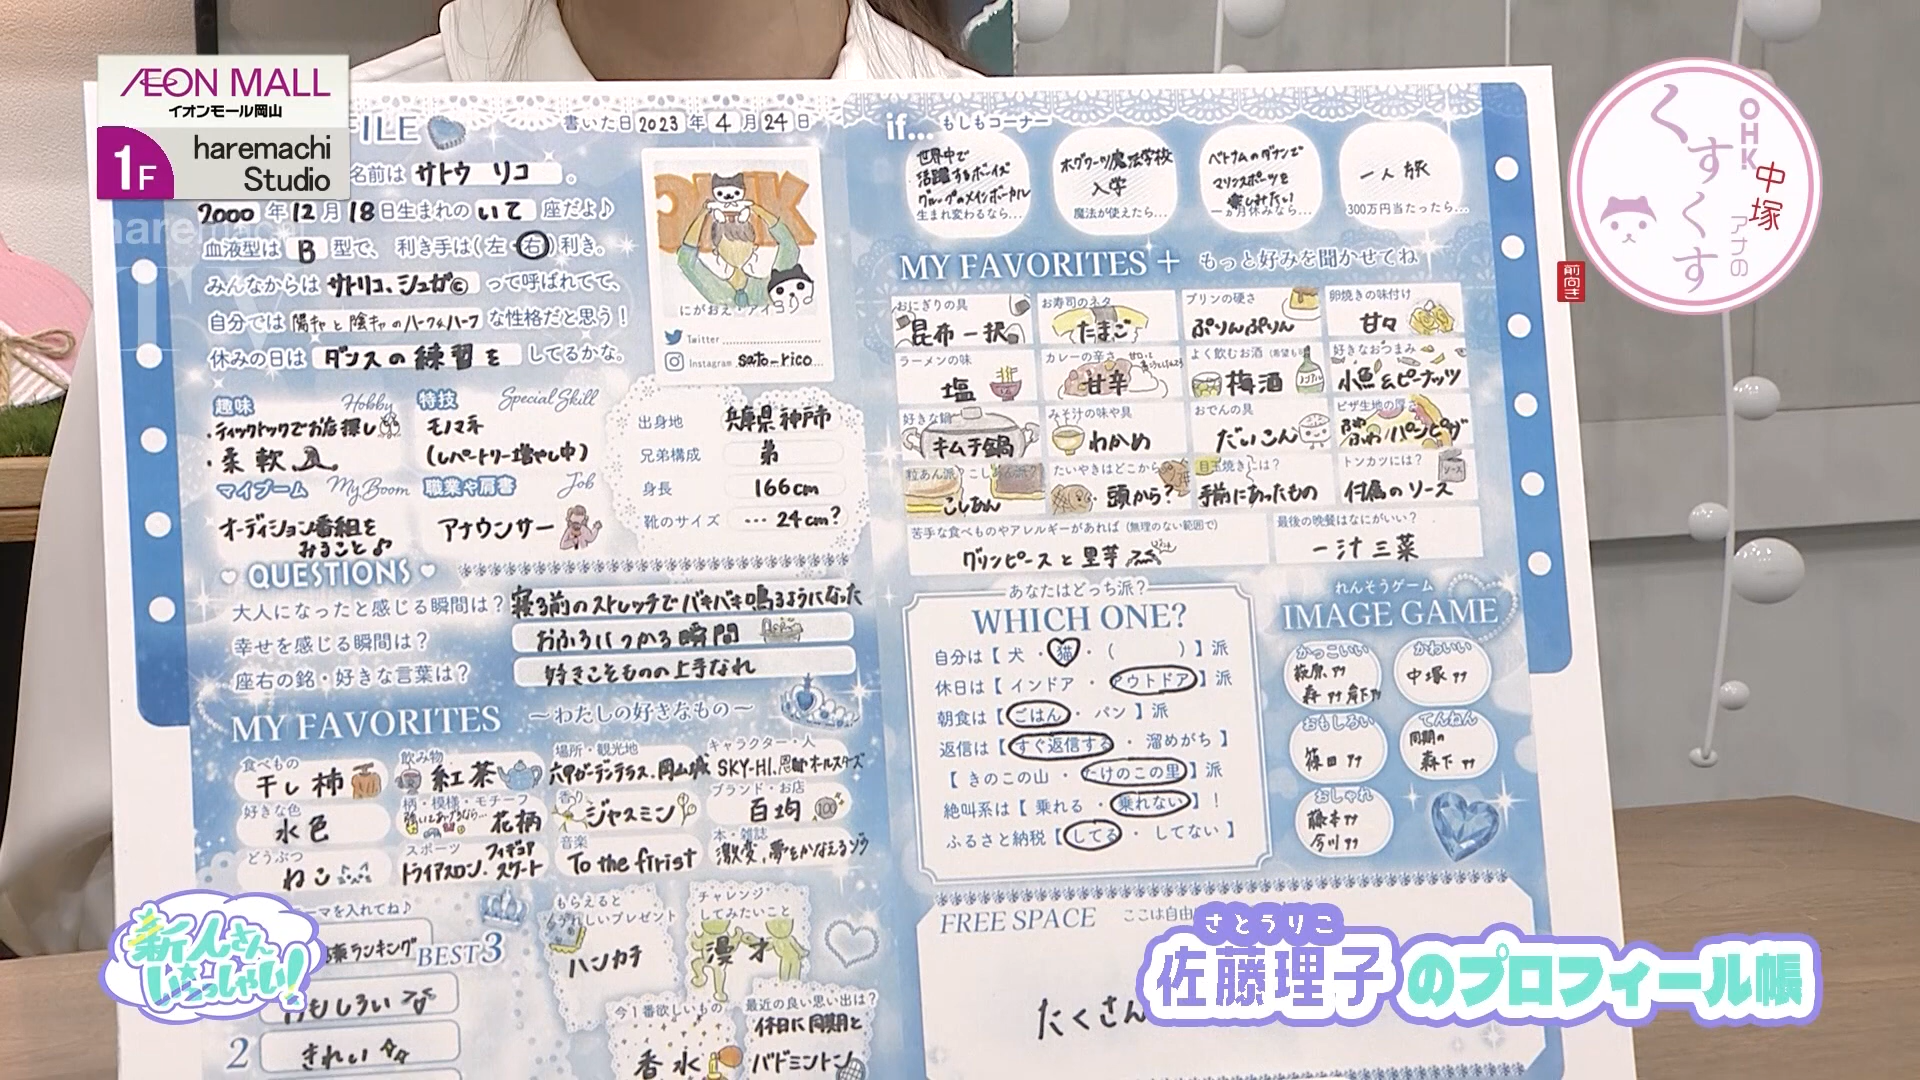 ÆON MALL
イオンモール岡山
1F
haremachi
Studio
FILE
書いた日2023年4月24日
名前は サトウ リコ 。
2000年12月18日生まれのいて座だよ♪
血液型はB型で、利き手は(左・右)利き。
みんなからはサトリコ、シュガ©って呼ばれてて、
自分では陽キャと陰キャのハーフ&ハーフな性格だと思う!
休みの日はダンスの練習をしてるかな。
OHK
にがおえ・アイコン
Twitter
Instagram sato_rico
趣味 Hobby
・ティックトックでお店探し
・柔軟
特技 Special Skill
モノマネ
(レパートリー増やし中)
マイブーム My Boom
オーディション番組を
みること♪
職業や肩書 Job
アナウンサー
出身地 兵庫県神戸市
兄弟構成 弟
身長 166cm
靴のサイズ … 24cm?
QUESTIONS
大人になったと感じる瞬間は? 寝る前のストレッチでバキバキ鳴るようになった
幸せを感じる瞬間は? おふろにつかる瞬間
座右の銘・好きな言葉は? 好きこそものの上手なれ
MY FAVORITES ～わたしの好きなもの～
食べもの 干し柿
飲み物 紅茶
場所・観光地 六甲ガーデンテラス.岡山城
キャラクター・人 SKY-HI.
好きな色 水色
柄・模様・モチーフ 花柄
香り ジャスミン
ブランド・お店 百均
どうぶつ ねこ
スポーツ トライアスロン.フィギュアスケート
音楽 To the first
本・雑誌 激変.夢をかなえるゾウ
ーマを入れてね♪
ランキング BEST3
おもしろい
2 きれい
もらえると
うれしいプレゼント
ハンカチ
チャレンジ
してみたいこと
漫才
今1番欲しいもの
香水
最近の良い思い出は?
休日に同期と
バドミントン
if... もしもコーナー
世界中で
活躍するボーイズ
グループのメインボーカル
生まれ変わるなら…
ホグワーツ魔法学校
入学
魔法が使えたら…
ベトナムのダナンで
マリンスポーツを
楽しみたい
一ヵ月休みなら…
一人旅
300万円当たったら…
MY FAVORITES + もっと好みを聞かせてね
おにぎりの具 昆布一択
お寿司のネタ たまご
プリンの硬さ ぷりんぷりん
卵焼きの味付け 甘々
ラーメンの味 塩
カレーの辛さ 甘辛
よく飲むお酒 梅酒
好きなおつまみ 小魚&ピーナッツ
好きな鍋 キムチ鍋
みそ汁の味や具 わかめ
おでんの具 だいこん
ピザ生地の厚さ ふわふわ/パンピザ
粒あん派?こしあん派? こしあん
たいやきはどこから 頭から?
目玉焼きには? 手前にあったもの
トンカツには? 付属のソース
苦手な食べものやアレルギーがあれば(無理のない範囲で)
グリンピースと里芋
最後の晩餐はなにがいい?
一汁三菜
あなたはどっち派?
WHICH ONE?
自分は【犬・猫・( )】派
休日は【インドア・アウトドア】派
朝食は【ごはん・パン】派
返信は【すぐ返信する・溜めがち】
【きのこの山・たけのこの里】派
絶叫系は【乗れる・乗れない】!
ふるさと納税【してる・してない】
れんそうゲーム
IMAGE GAME
かっこいい
萩原アナ
森アナ岸下アナ
かわいい
中塚アナ
おもしろい
篠田アナ
てんねん
同期の
森下アナ
おしゃれ
藤本アナ
今川アナ
FREE SPACE ここは自由
たくさん
OHK
中塚
アナの
くすくす
前向き
新人さん
いらっしゃい!
さとうりこ
佐藤理子のプロフィール帳